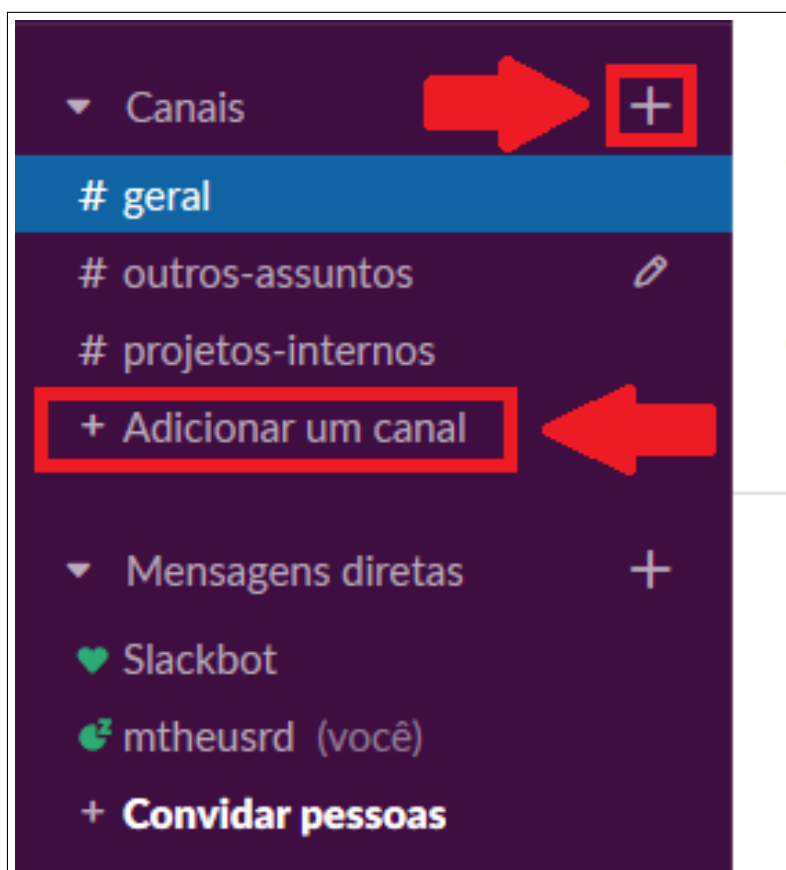 Canais +
# geral
# outros-assuntos
# projetos-internos
+ Adicionar um canal
Mensagens diretas +
Slackbot
mtheusrd (você)
+ Convidar pessoas